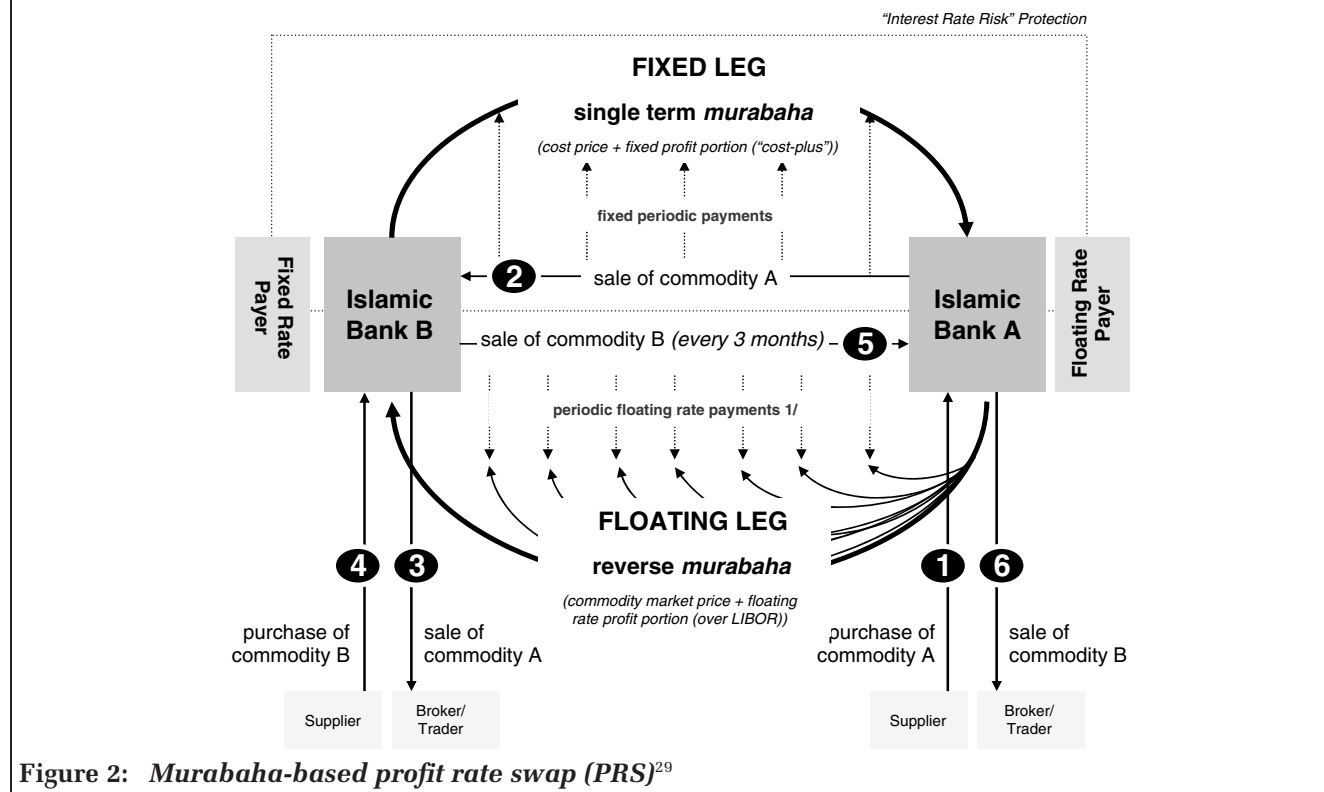 “Interest Rate Risk” Protection
FIXED LEG
single term murabaha
(cost price + fixed profit portion (“cost-plus”))
fixed periodic payments
Fixed Rate
Payer
Islamic
Bank B
2
sale of commodity A
Islamic
Bank A
Floating Rate
Payer
sale of commodity B (every 3 months)
5
periodic floating rate payments 1/
FLOATING LEG
reverse murabaha
(commodity market price + floating
rate profit portion (over LIBOR))
4
3
1
6
purchase of
commodity B
sale of
commodity A
purchase of
commodity A
sale of
commodity B
Supplier
Broker/
Trader
Supplier
Broker/
Trader
Figure 2: Murabaha-based profit rate swap (PRS)29